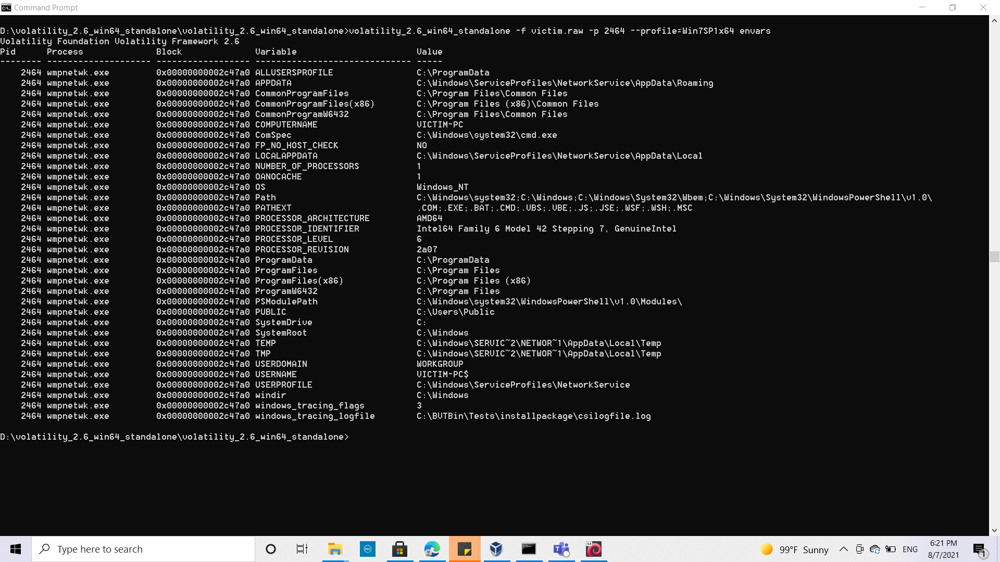 Command Prompt
D:\volatility_2.6_win64_standalone\volatility_2.6_win64_standalone>volatility_2.6_win64_standalone -f victim.raw -p 2464 --profile=Win7SP1x64 envars
Volatility Foundation Volatility Framework 2.6
Pid Process Block Variable Value
-------- -------------------- ------------------ ------------------------------ -----
2464 wmpnetwk.exe 0x00000000002c47a0 ALLUSERSPROFILE C:\ProgramData
2464 wmpnetwk.exe 0x00000000002c47a0 APPDATA C:\Windows\ServiceProfiles\NetworkService\AppData\Roaming
2464 wmpnetwk.exe 0x00000000002c47a0 CommonProgramFiles C:\Program Files\Common Files
2464 wmpnetwk.exe 0x00000000002c47a0 CommonProgramFiles(x86) C:\Program Files (x86)\Common Files
2464 wmpnetwk.exe 0x00000000002c47a0 CommonProgramW6432 C:\Program Files\Common Files
2464 wmpnetwk.exe 0x00000000002c47a0 COMPUTERNAME VICTIM-PC
2464 wmpnetwk.exe 0x00000000002c47a0 ComSpec C:\Windows\system32\cmd.exe
2464 wmpnetwk.exe 0x00000000002c47a0 FP_NO_HOST_CHECK NO
2464 wmpnetwk.exe 0x00000000002c47a0 LOCALAPPDATA C:\Windows\ServiceProfiles\NetworkService\AppData\Local
2464 wmpnetwk.exe 0x00000000002c47a0 NUMBER_OF_PROCESSORS 1
2464 wmpnetwk.exe 0x00000000002c47a0 OANOCACHE 1
2464 wmpnetwk.exe 0x00000000002c47a0 OS Windows_NT
2464 wmpnetwk.exe 0x00000000002c47a0 Path C:\Windows\system32;C:\Windows;C:\Windows\System32\Wbem;C:\Windows\System32\WindowsPowerShell\v1.0\
2464 wmpnetwk.exe 0x00000000002c47a0 PATHEXT .COM;.EXE;.BAT;.CMD;.VBS;.VBE;.JS;.JSE;.WSF;.WSH;.MSC
2464 wmpnetwk.exe 0x00000000002c47a0 PROCESSOR_ARCHITECTURE AMD64
2464 wmpnetwk.exe 0x00000000002c47a0 PROCESSOR_IDENTIFIER Intel64 Family 6 Model 42 Stepping 7, GenuineIntel
2464 wmpnetwk.exe 0x00000000002c47a0 PROCESSOR_LEVEL 6
2464 wmpnetwk.exe 0x00000000002c47a0 PROCESSOR_REVISION 2a07
2464 wmpnetwk.exe 0x00000000002c47a0 ProgramData C:\ProgramData
2464 wmpnetwk.exe 0x00000000002c47a0 ProgramFiles C:\Program Files
2464 wmpnetwk.exe 0x00000000002c47a0 ProgramFiles(x86) C:\Program Files (x86)
2464 wmpnetwk.exe 0x00000000002c47a0 ProgramW6432 C:\Program Files
2464 wmpnetwk.exe 0x00000000002c47a0 PSModulePath C:\Windows\system32\WindowsPowerShell\v1.0\Modules\
2464 wmpnetwk.exe 0x00000000002c47a0 PUBLIC C:\Users\Public
2464 wmpnetwk.exe 0x00000000002c47a0 SystemDrive C:
2464 wmpnetwk.exe 0x00000000002c47a0 SystemRoot C:\Windows
2464 wmpnetwk.exe 0x00000000002c47a0 TEMP C:\Windows\SERVIC~2\NETWOR~1\AppData\Local\Temp
2464 wmpnetwk.exe 0x00000000002c47a0 TMP C:\Windows\SERVIC~2\NETWOR~1\AppData\Local\Temp
2464 wmpnetwk.exe 0x00000000002c47a0 USERDOMAIN WORKGROUP
2464 wmpnetwk.exe 0x00000000002c47a0 USERNAME VICTIM-PC$
2464 wmpnetwk.exe 0x00000000002c47a0 USERPROFILE C:\Windows\ServiceProfiles\NetworkService
2464 wmpnetwk.exe 0x00000000002c47a0 windir C:\Windows
2464 wmpnetwk.exe 0x00000000002c47a0 windows_tracing_flags 3
2464 wmpnetwk.exe 0x00000000002c47a0 windows_tracing_logfile C:\BVTBin\Tests\installpackage\csilogfile.log
D:\volatility_2.6_win64_standalone\volatility_2.6_win64_standalone>
Type here to search
99°F Sunny
ENG
6:21 PM
8/7/2021
1
64
DELL